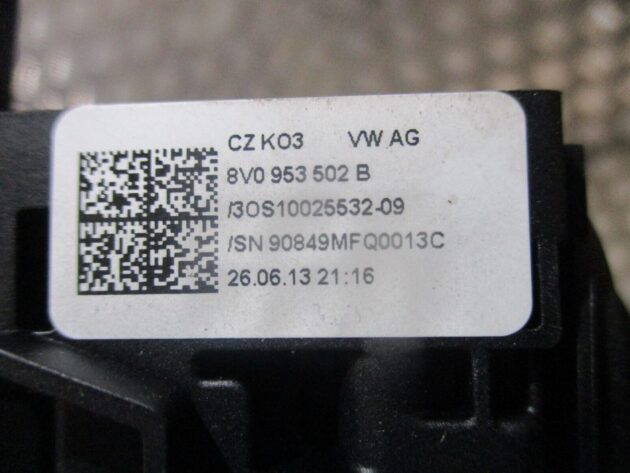 CZ KO3 VW AG
8V0 953 502 B
/3OS10025532-09
/SN 90849MFQ0013C
26.06.13 21:16